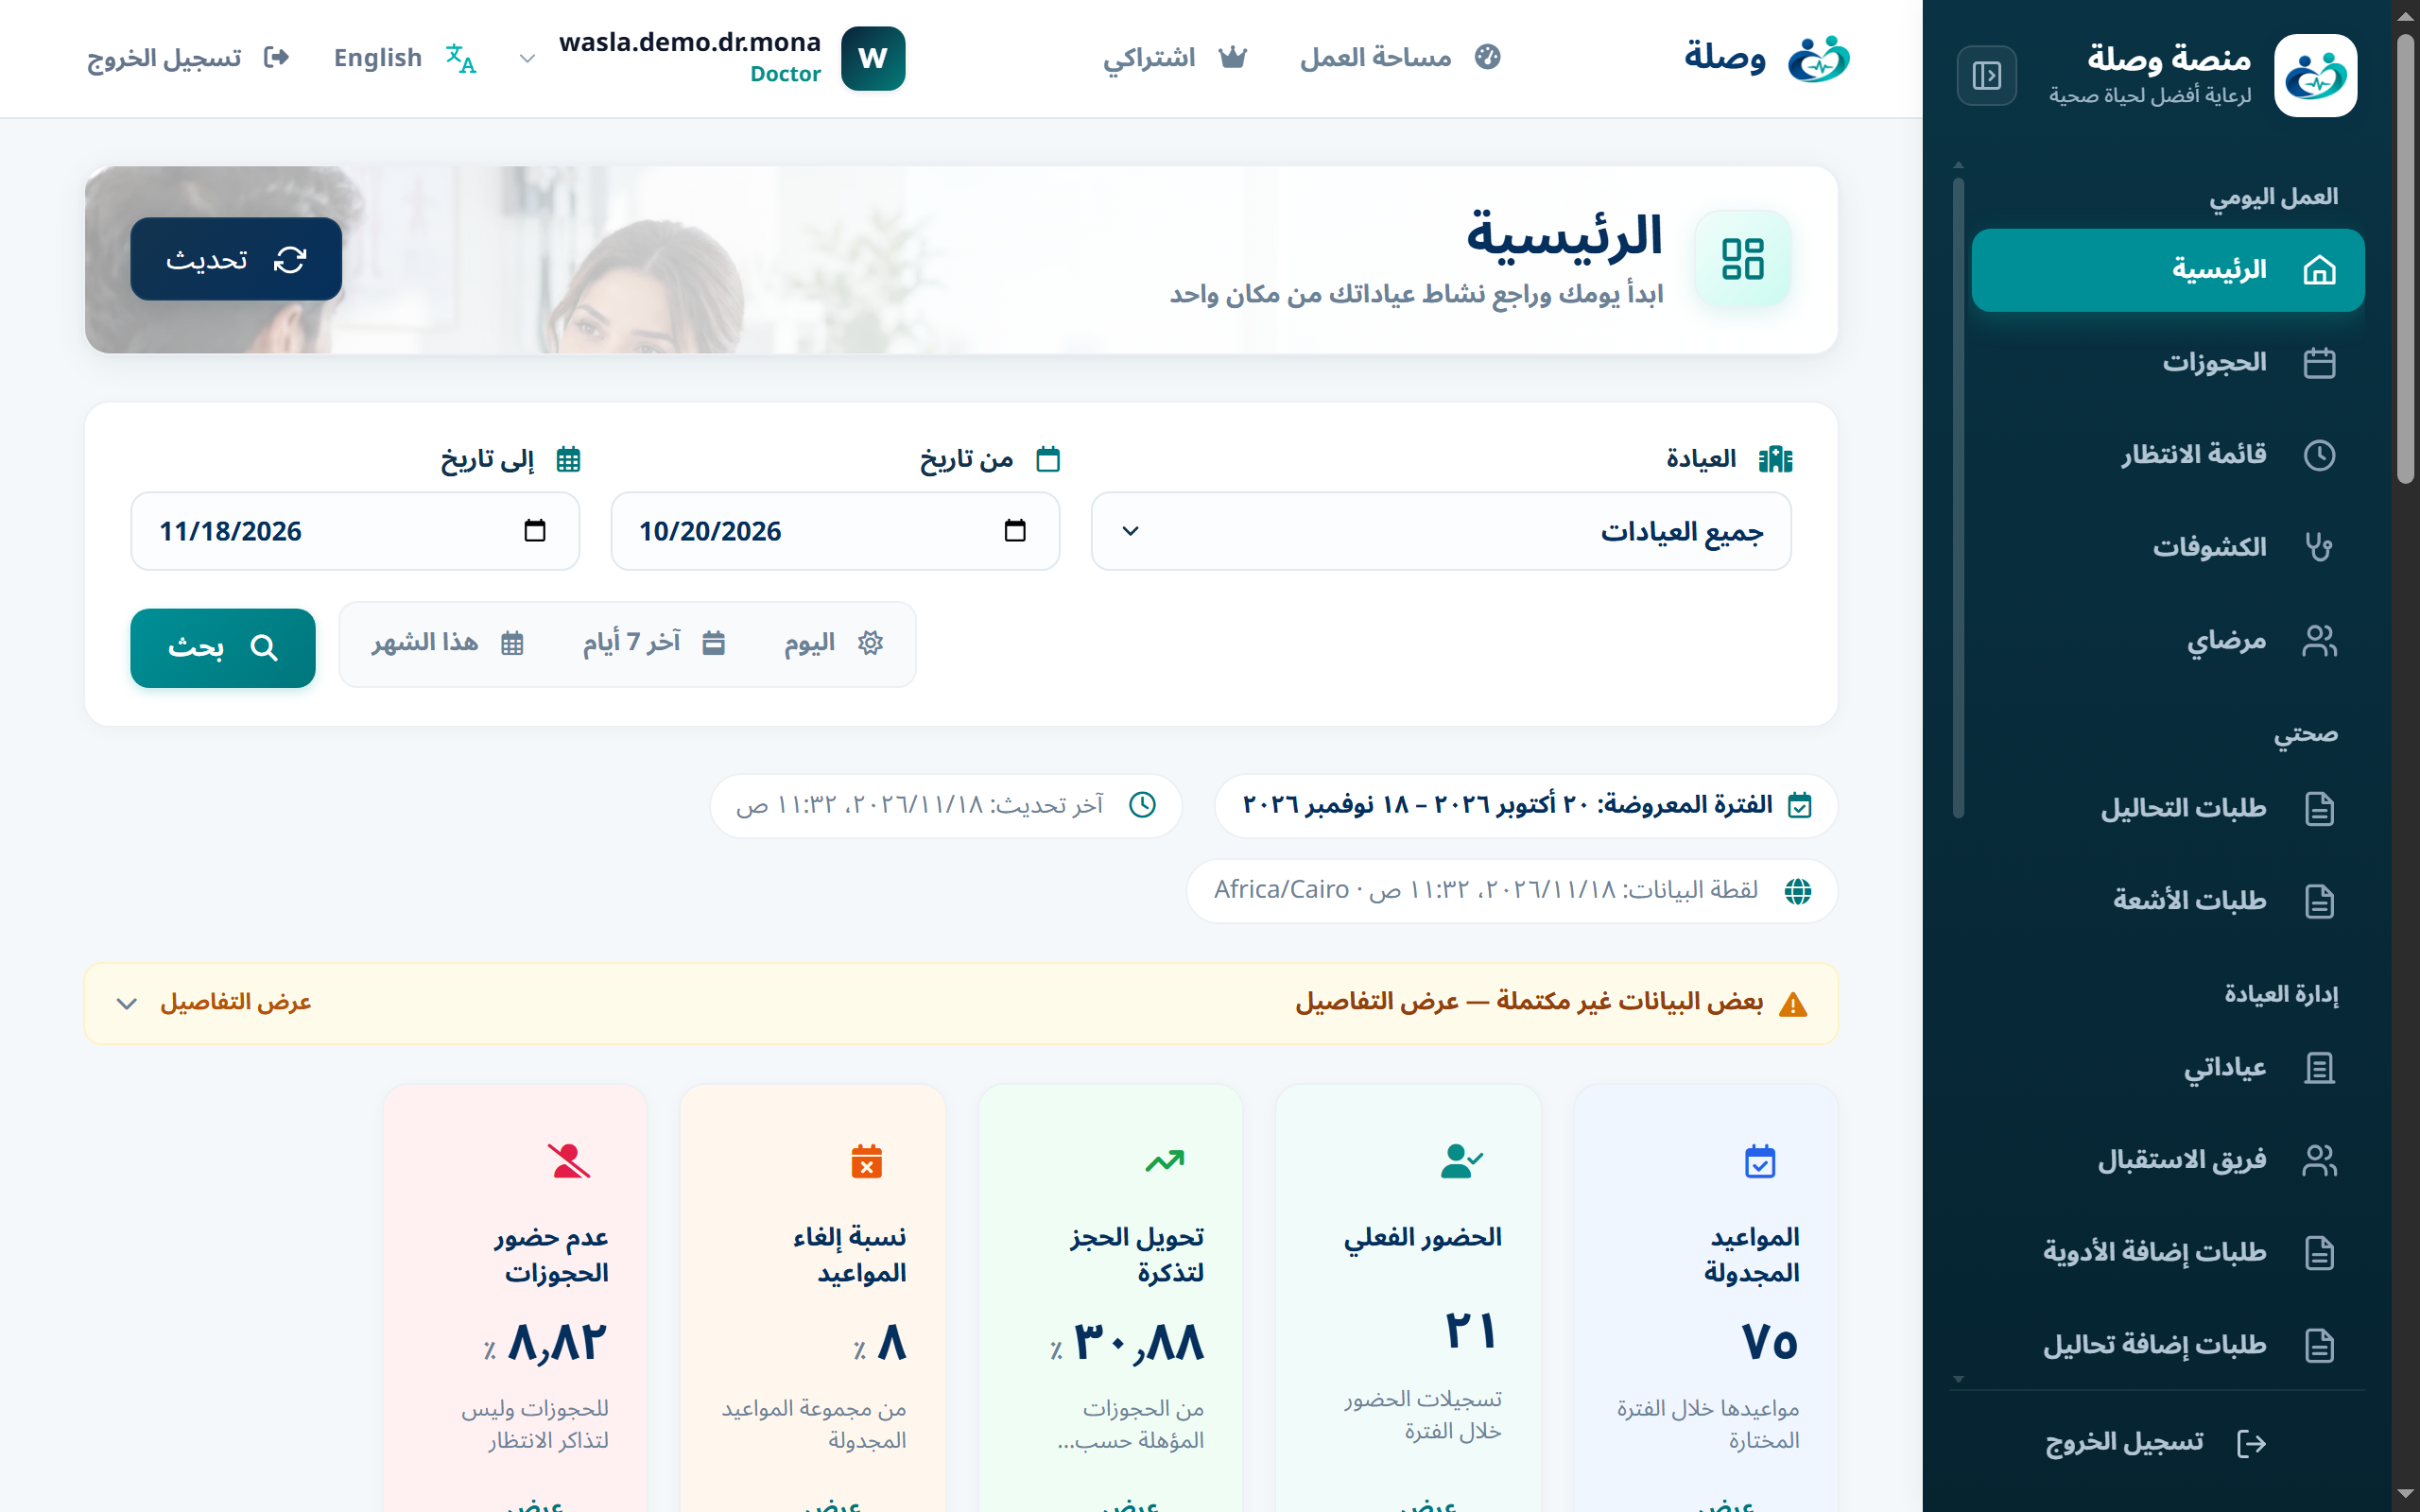 منصة وصلة
لرعاية أفضل لحياة صحية
العمل اليومي
الرئيسية
الحجوزات
قائمة الانتظار
الكشوفات
مرضاي
صحتي
طلبات التحاليل
طلبات الأشعة
إدارة العيادة
عياداتي
فريق الاستقبال
طلبات إضافة الأدوية
طلبات إضافة تحاليل
تسجيل الخروج
وصلة
مساحة العمل
اشتراكي
W
wasla.demo.dr.mona
Doctor
English
تسجيل الخروج
الرئيسية
ابدأ يومك وراجع نشاط عياداتك من مكان واحد
تحديث
العيادة
من تاريخ
إلى تاريخ
جميع العيادات
10/20/2026
11/18/2026
اليوم
آخر 7 أيام
هذا الشهر
بحث
الفترة المعروضة: ٢٠ أكتوبر ٢٠٢٦ – ١٨ نوفمبر ٢٠٢٦
آخر تحديث: ٢٠٢٦/١١/١٨، ١١:٣٢ ص
لقطة البيانات: ٢٠٢٦/١١/١٨، ١١:٣٢ ص · Africa/Cairo
بعض البيانات غير مكتملة — عرض التفاصيل
عرض التفاصيل
المواعيد
المجدولة
٧٥
مواعيدها خلال الفترة
المختارة
عرض
الحضور الفعلي
٢١
تسجيلات الحضور
خلال الفترة
عرض
تحويل الحجز
لتذكرة
٣٠٫٨٨ ٪
من الحجوزات
المؤهلة حسب...
عرض
نسبة إلغاء
المواعيد
٨ ٪
من مجموعة المواعيد
المجدولة
عرض
عدم حضور
الحجوزات
٨٫٨٢ ٪
للحجوزات وليس
لتذاكر الانتظار
عرض